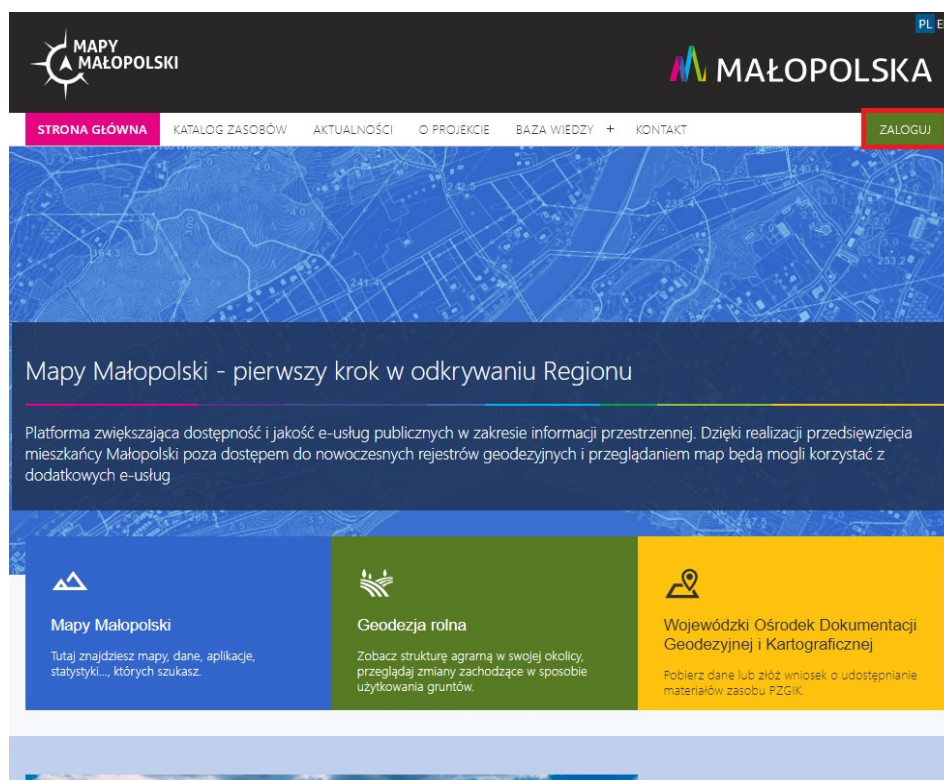 PL E
MAPY
MAŁOPOLSKI
MAŁOPOLSKA
STRONA GŁÓWNA KATALOG ZASOBÓW AKTUALNOŚCI O PROJEKCIE BAZA WIEDZY + KONTAKT ZALOGUJ
Mapy Małopolski - pierwszy krok w odkrywaniu Regionu
Platforma zwiększająca dostępność i jakość e-usług publicznych w zakresie informacji przestrzennej. Dzięki realizacji przedsięwzięcia
mieszkańcy Małopolski poza dostępem do nowoczesnych rejestrów geodezyjnych i przeglądaniem map będą mogli korzystać z
dodatkowych e-usług
Mapy Małopolski
Tutaj znajdziesz mapy, dane, aplikacje,
statystyki..., których szukasz.
Geodezja rolna
Zobacz strukturę agrarną w swojej okolicy,
przeglądaj zmiany zachodzące w sposobie
użytkowania gruntów.
Wojewódzki Ośrodek Dokumentacji
Geodezyjnej i Kartograficznej
Pobierz dane lub złóż wniosek o udostępnianie
materiałów zasobu PZGIK.